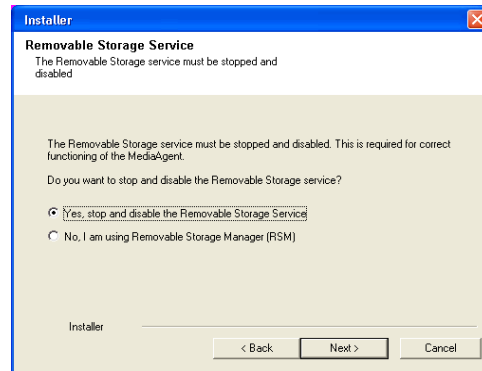 Installer
Removable Storage Service
The Removable Storage service must be stopped and
disabled
The Removable Storage service must be stopped and disabled. This is required for correct
functioning of the MediaAgent.
Do you want to stop and disable the Removable Storage service?
Yes, stop and disable the Removable Storage Service
No, I am using Removable Storage Manager (RSM)
Installer
< Back
Next >
Cancel